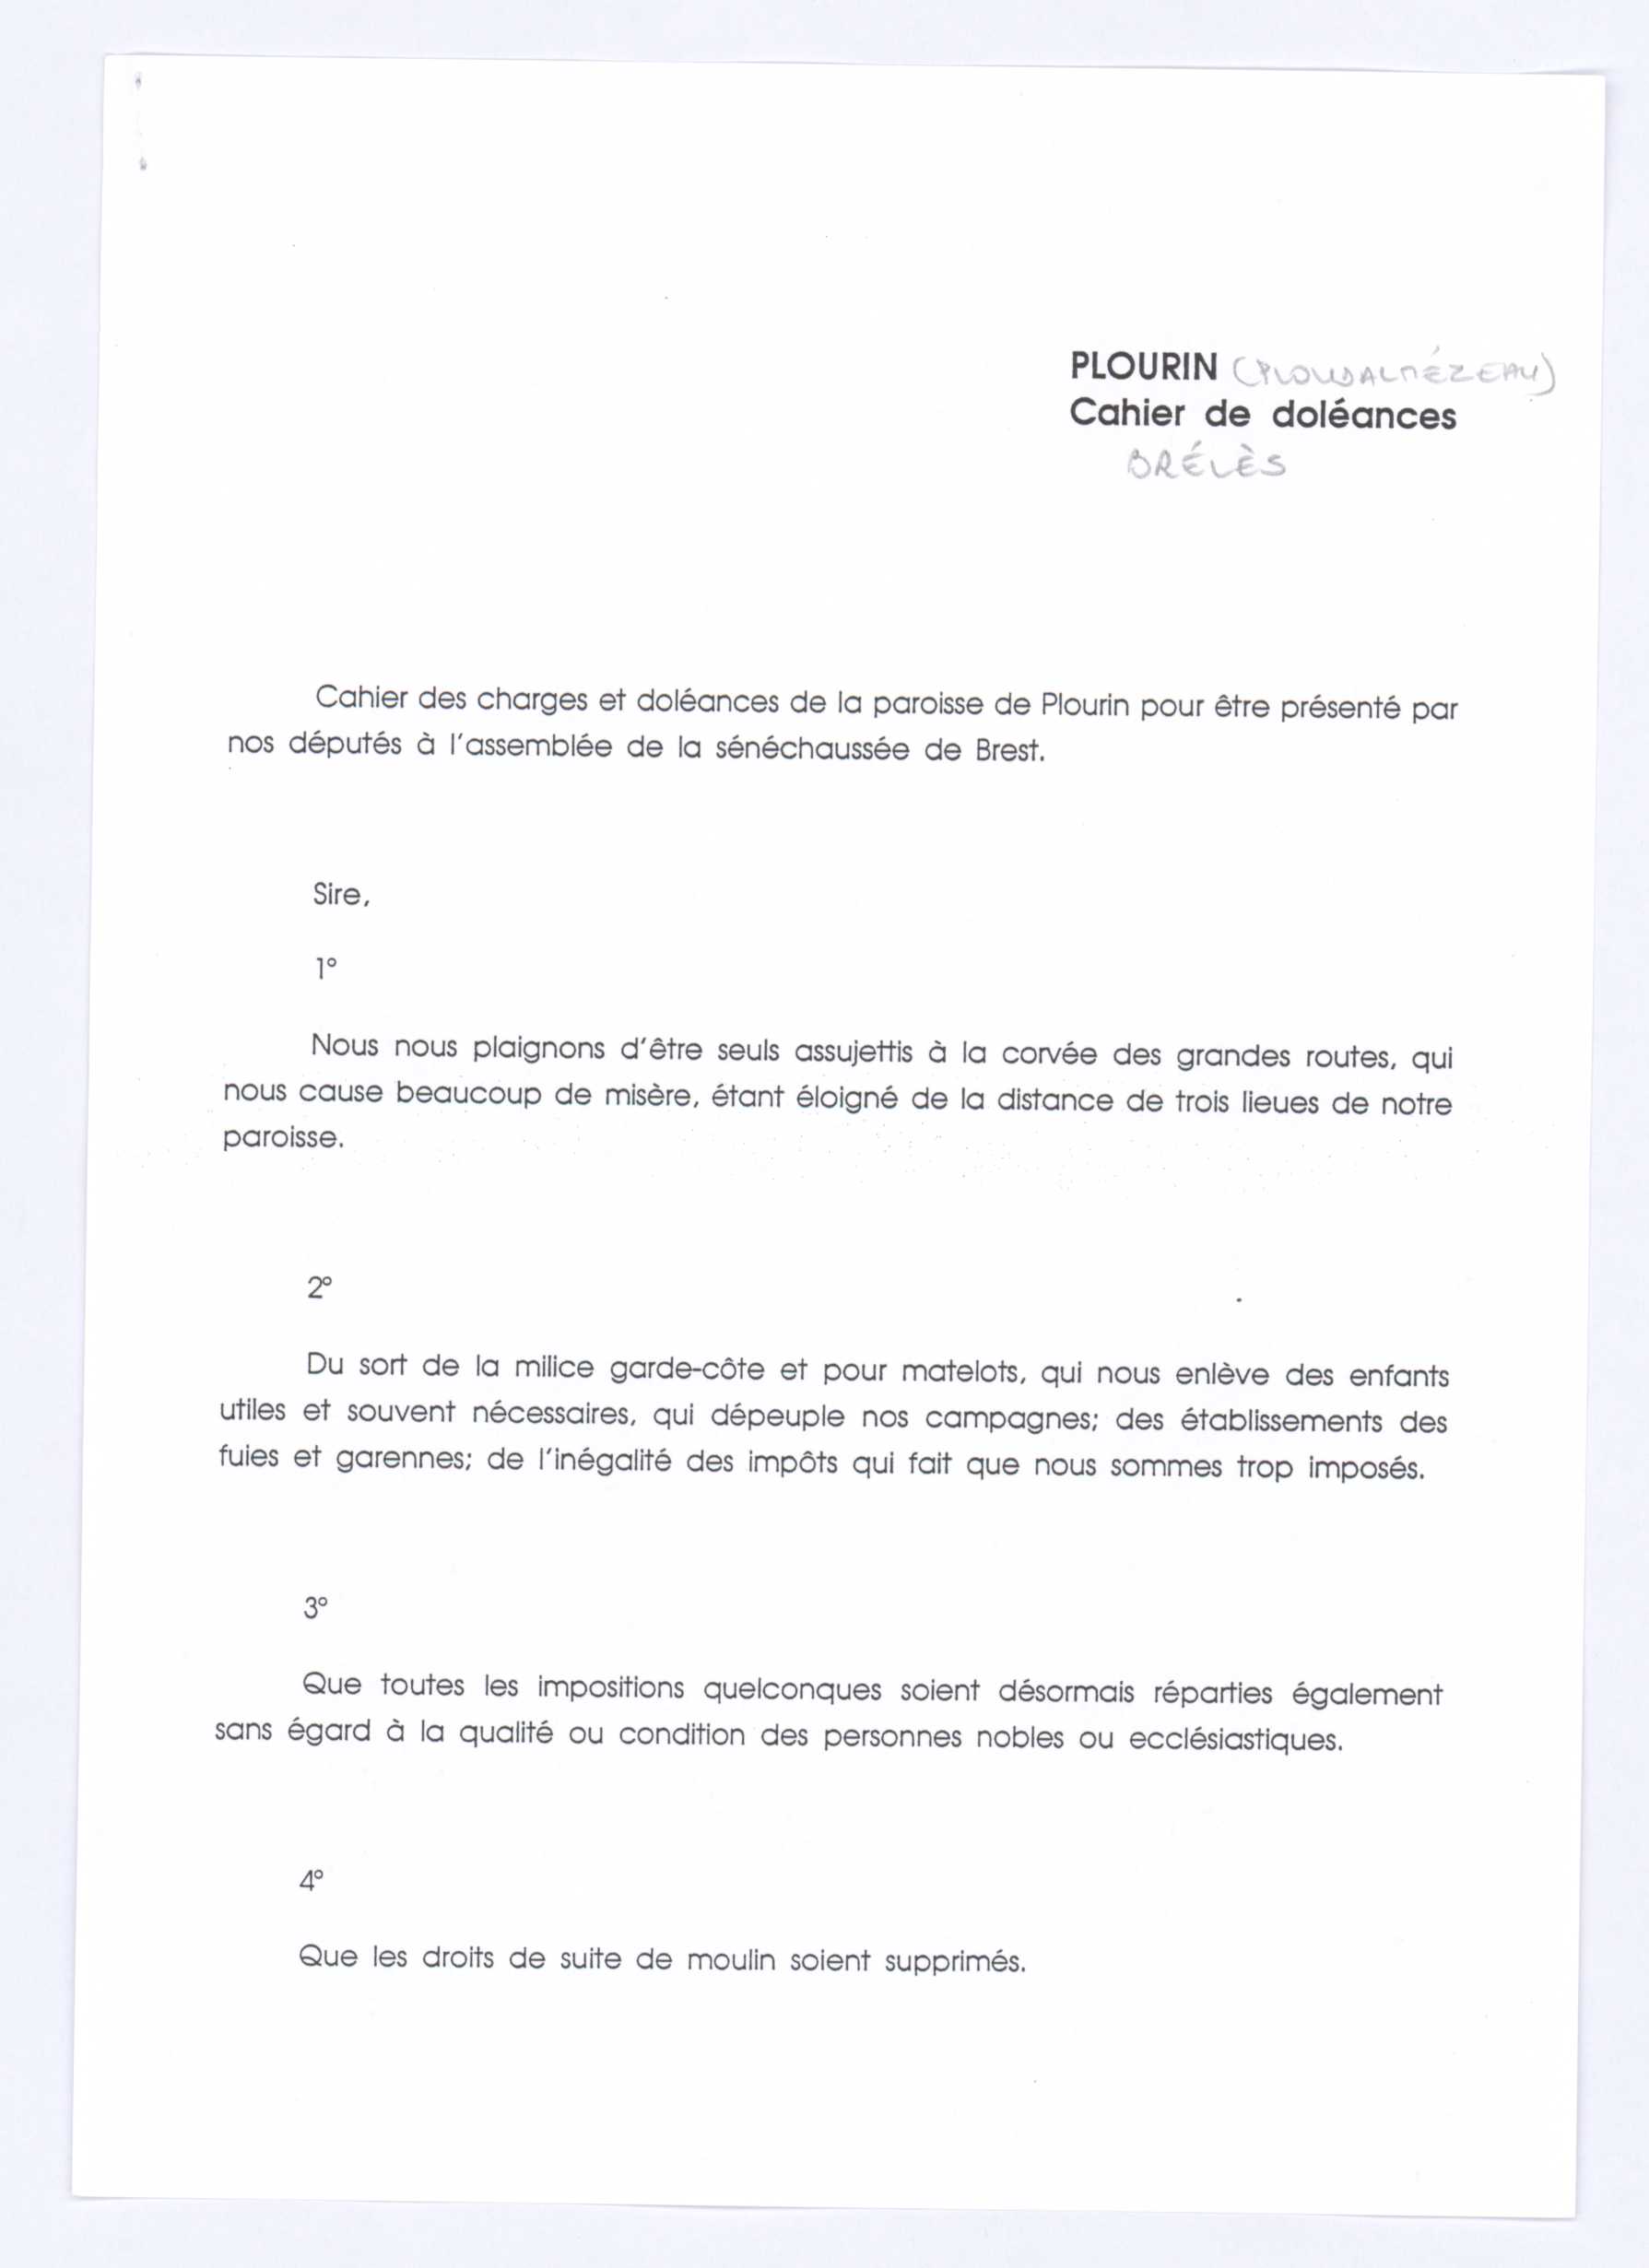 PLOURIN (PLOUDALMÉZEAU)
Cahier de doléances
BRÉLÈS
Cahier des charges et doléances de la paroisse de Plourin pour être présenté par
nos députés à l'assemblée de la sénéchaussée de Brest.
Sire,
1°
Nous nous plaignons d'être seuls assujettis à la corvée des grandes routes, qui
nous cause beaucoup de misère, étant éloigné de la distance de trois lieues de notre
paroisse.
2°
Du sort de la milice garde-côte et pour matelots, qui nous enlève des enfants
utiles et souvent nécessaires, qui dépeuple nos campagnes; des établissements des
fuies et garennes; de l'inégalité des impôts qui fait que nous sommes trop imposés.
3°
Que toutes les impositions quelconques soient désormais réparties également
sans égard à la qualité ou condition des personnes nobles ou ecclésiastiques.
4°
Que les droits de suite de moulin soient supprimés.